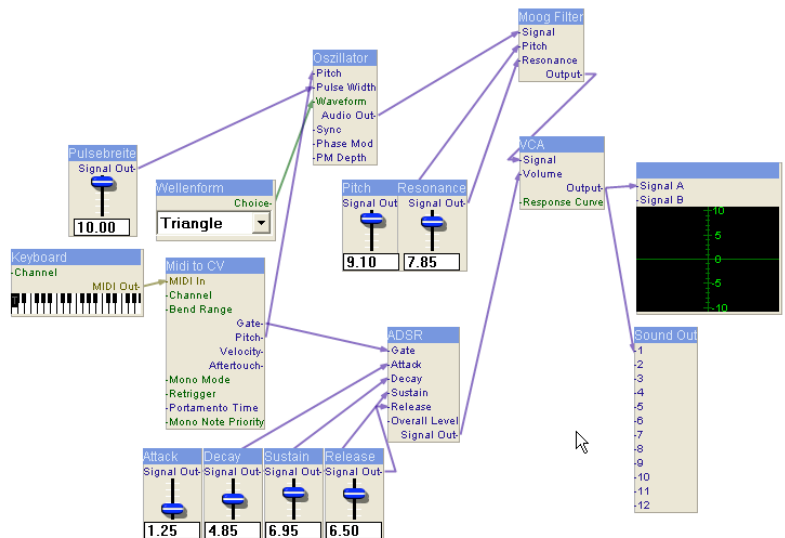 Moog Filter
Signal
Pitch
Resonance
Output
Oszillator
Pitch
Pulse Width
Waveform
Audio Out
Sync
Phase Mod
PM Depth
Pulsebreite
Signal Out
10.00
Wellenform
Choice
Triangle
Pitch
Signal Out
9.10
Resonance
Signal Out
7.85
VCA
Signal
Volume
Output
Response Curve
Signal A
Signal B
10
5
0
-5
-10
Keyboard
Channel
MIDI Out
Midi to CV
MIDI In
Channel
Bend Range
Gate
Pitch
Velocity
Aftertouch
Mono Mode
Retrigger
Portamento Time
Mono Note Priority
ADSR
Gate
Attack
Decay
Sustain
Release
Overall Level
Signal Out
Sound Out
1
2
3
4
5
6
7
8
9
10
11
12
Attack
Signal Out
1.25
Decay
Signal Out
4.85
Sustain
Signal Out
6.95
Release
Signal Out
6.50